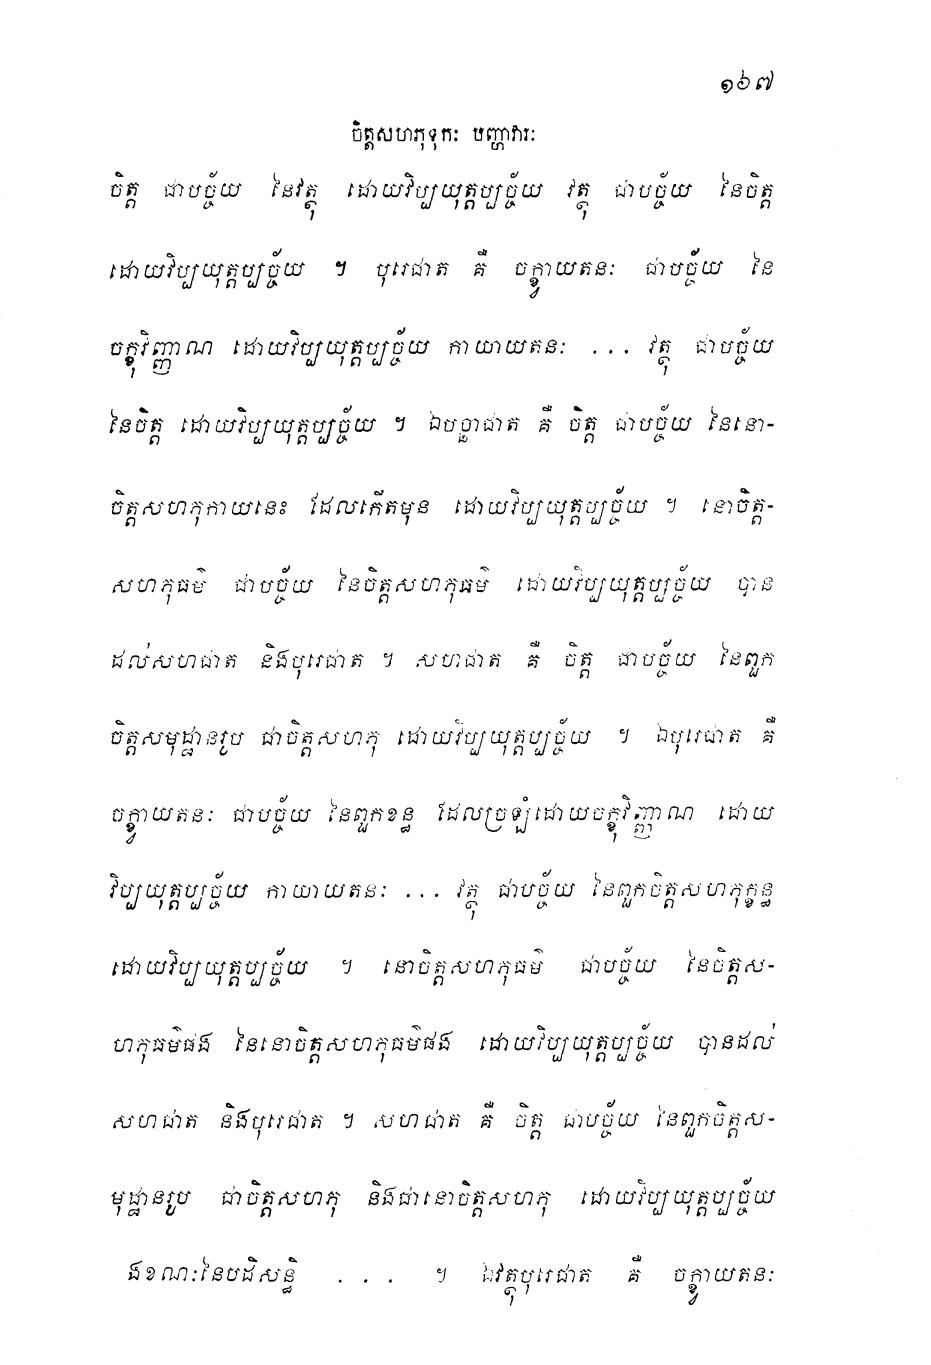 ១៦៧
ចិត្តសហភុទុកៈ បញ្ហាវារៈ
ចិត្ត ជាបច្ច័យ នៃវត្ថុ ដោយវិប្បយុត្តប្បច្ច័យ វត្ថុ ជាបច្ច័យ នៃចិត្ត
ដោយវិប្បយុត្តប្បច្ច័យ ។ បុរេជាត គឺ ចក្ខ្វាយតនៈ ជាបច្ច័យ នៃ
ចក្ខុវិញ្ញាណ ដោយវិប្បយុត្តប្បច្ច័យ កាយាយតនៈ ... វត្ថុ ជាបច្ច័យ
នៃចិត្ត ដោយវិប្បយុត្តប្បច្ច័យ ។ ឯបច្ឆាជាត គឺ ចិត្ត ជាបច្ច័យ នៃនោ-
ចិត្តសហភុកាយនេះ ដែលកើតមុន ដោយវិប្បយុត្តប្បច្ច័យ ។ នោចិត្ត-
សហភុធម៌ ជាបច្ច័យ នៃចិត្តសហភុធម៌ ដោយវិប្បយុត្តប្បច្ច័យ បាន
ដល់សហជាត និងបុរេជាត ។ សហជាត គឺ ចិត្ត ជាបច្ច័យ នៃពួក
ចិត្តសមុដ្ឋានរូប ជាចិត្តសហភុ ដោយវិប្បយុត្តប្បច្ច័យ ។ ឯបុរេជាត គឺ
ចក្ខ្វាយតនៈ ជាបច្ច័យ នៃពួកខន្ធ ដែលច្រឡំដោយចក្ខុវិញ្ញាណ ដោយ
វិប្បយុត្តប្បច្ច័យ កាយាយតនៈ ... វត្ថុ ជាបច្ច័យ នៃពួកចិត្តសហភុក្ខន្ធ
ដោយវិប្បយុត្តប្បច្ច័យ ។ នោចិត្តសហភុធម៌ ជាបច្ច័យ នៃចិត្តស-
ហភុធម៌ផង នៃនោចិត្តសហភុធម៌ផង ដោយវិប្បយុត្តប្បច្ច័យ បានដល់
សហជាត និងបុរេជាត ។ សហជាត គឺ ចិត្ត ជាបច្ច័យ នៃពួកចិត្តស-
មុដ្ឋានរូប ជាចិត្តសហភុ និងជានោចិត្តសហភុ ដោយវិប្បយុត្តប្បច្ច័យ
ងខណៈនៃបដិសន្ធិ ... ។ ឯវត្ថុបុរេជាត គឺ ចក្ខ្វាយតនៈ